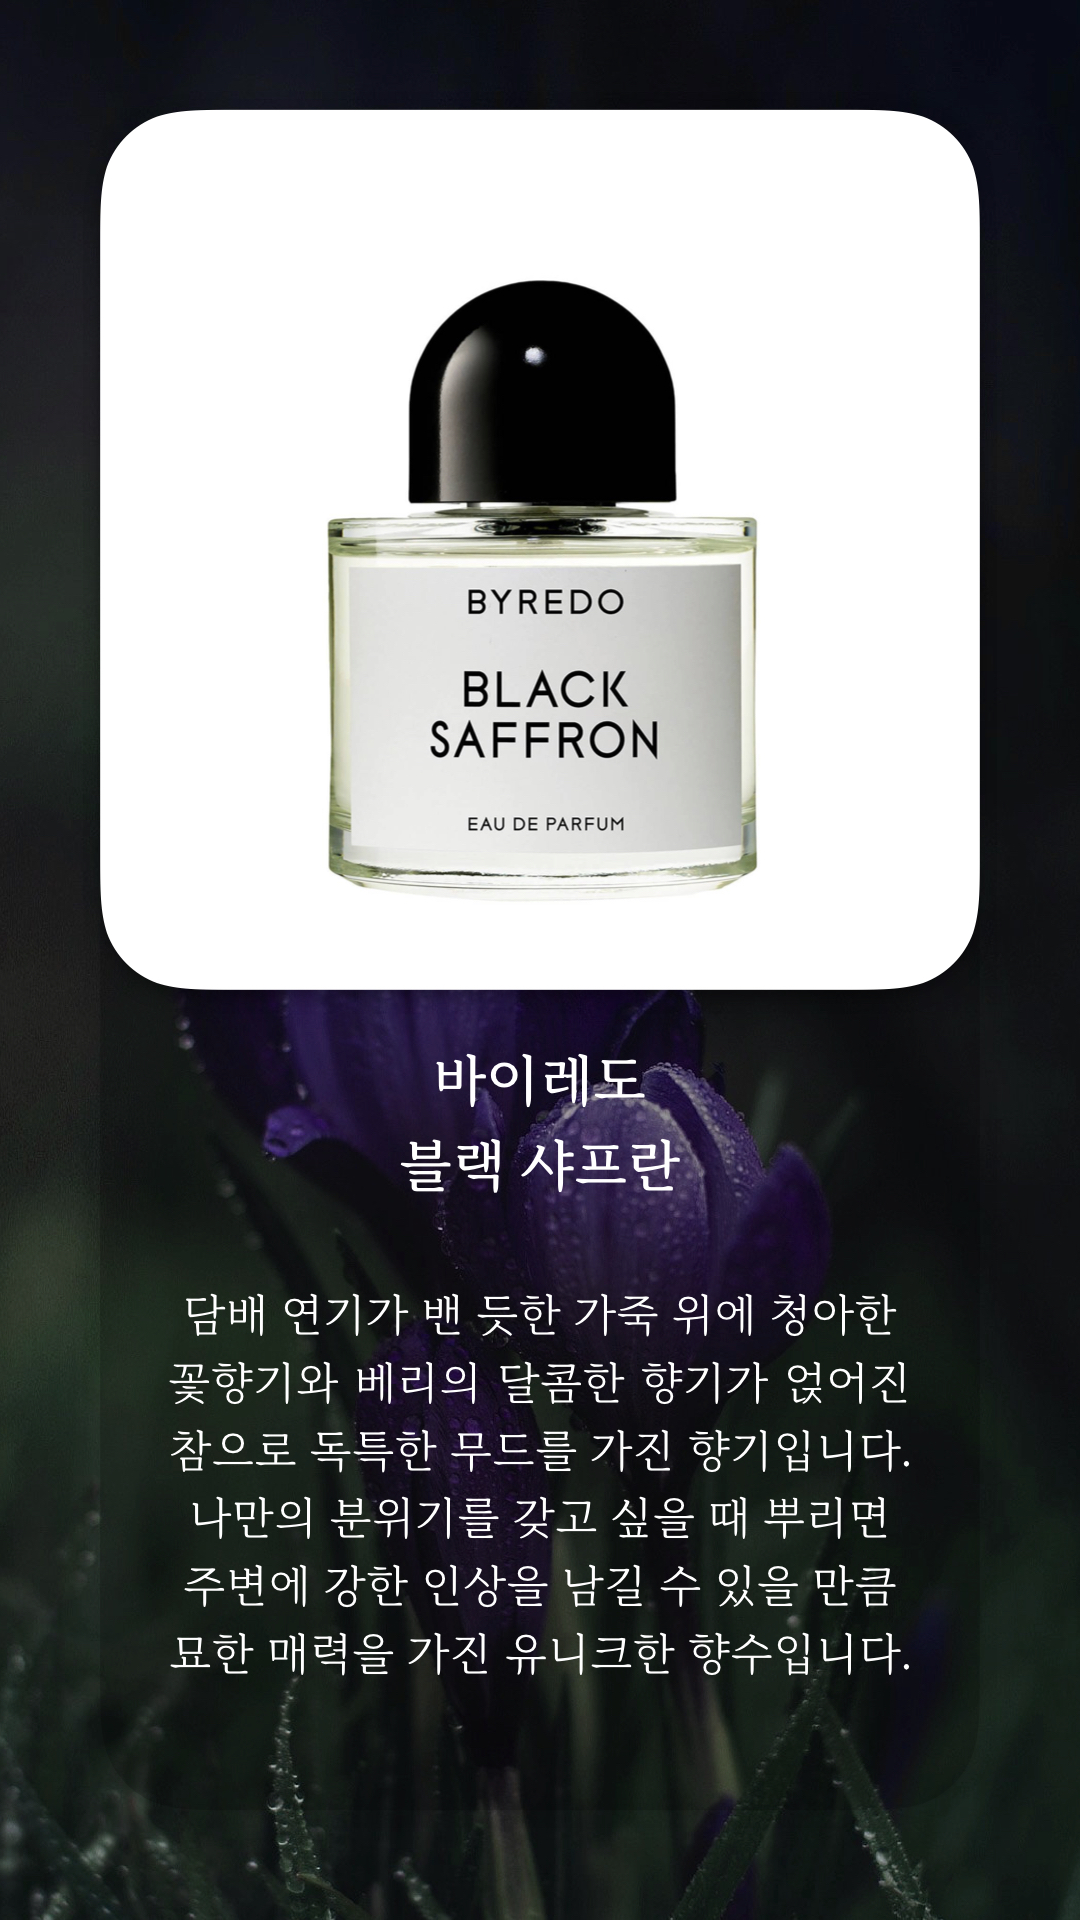 BYREDO
BLACK
SAFFRON
EAU DE PARFUM
바이레도
블랙 샤프란
담배 연기가 밴 듯한 가죽 위에 청아한
꽃향기와 베리의 달콤한 향기가 얹어진
참으로 독특한 무드를 가진 향기입니다.
나만의 분위기를 갖고 싶을 때 뿌리면
주변에 강한 인상을 남길 수 있을 만큼
묘한 매력을 가진 유니크한 향수입니다.